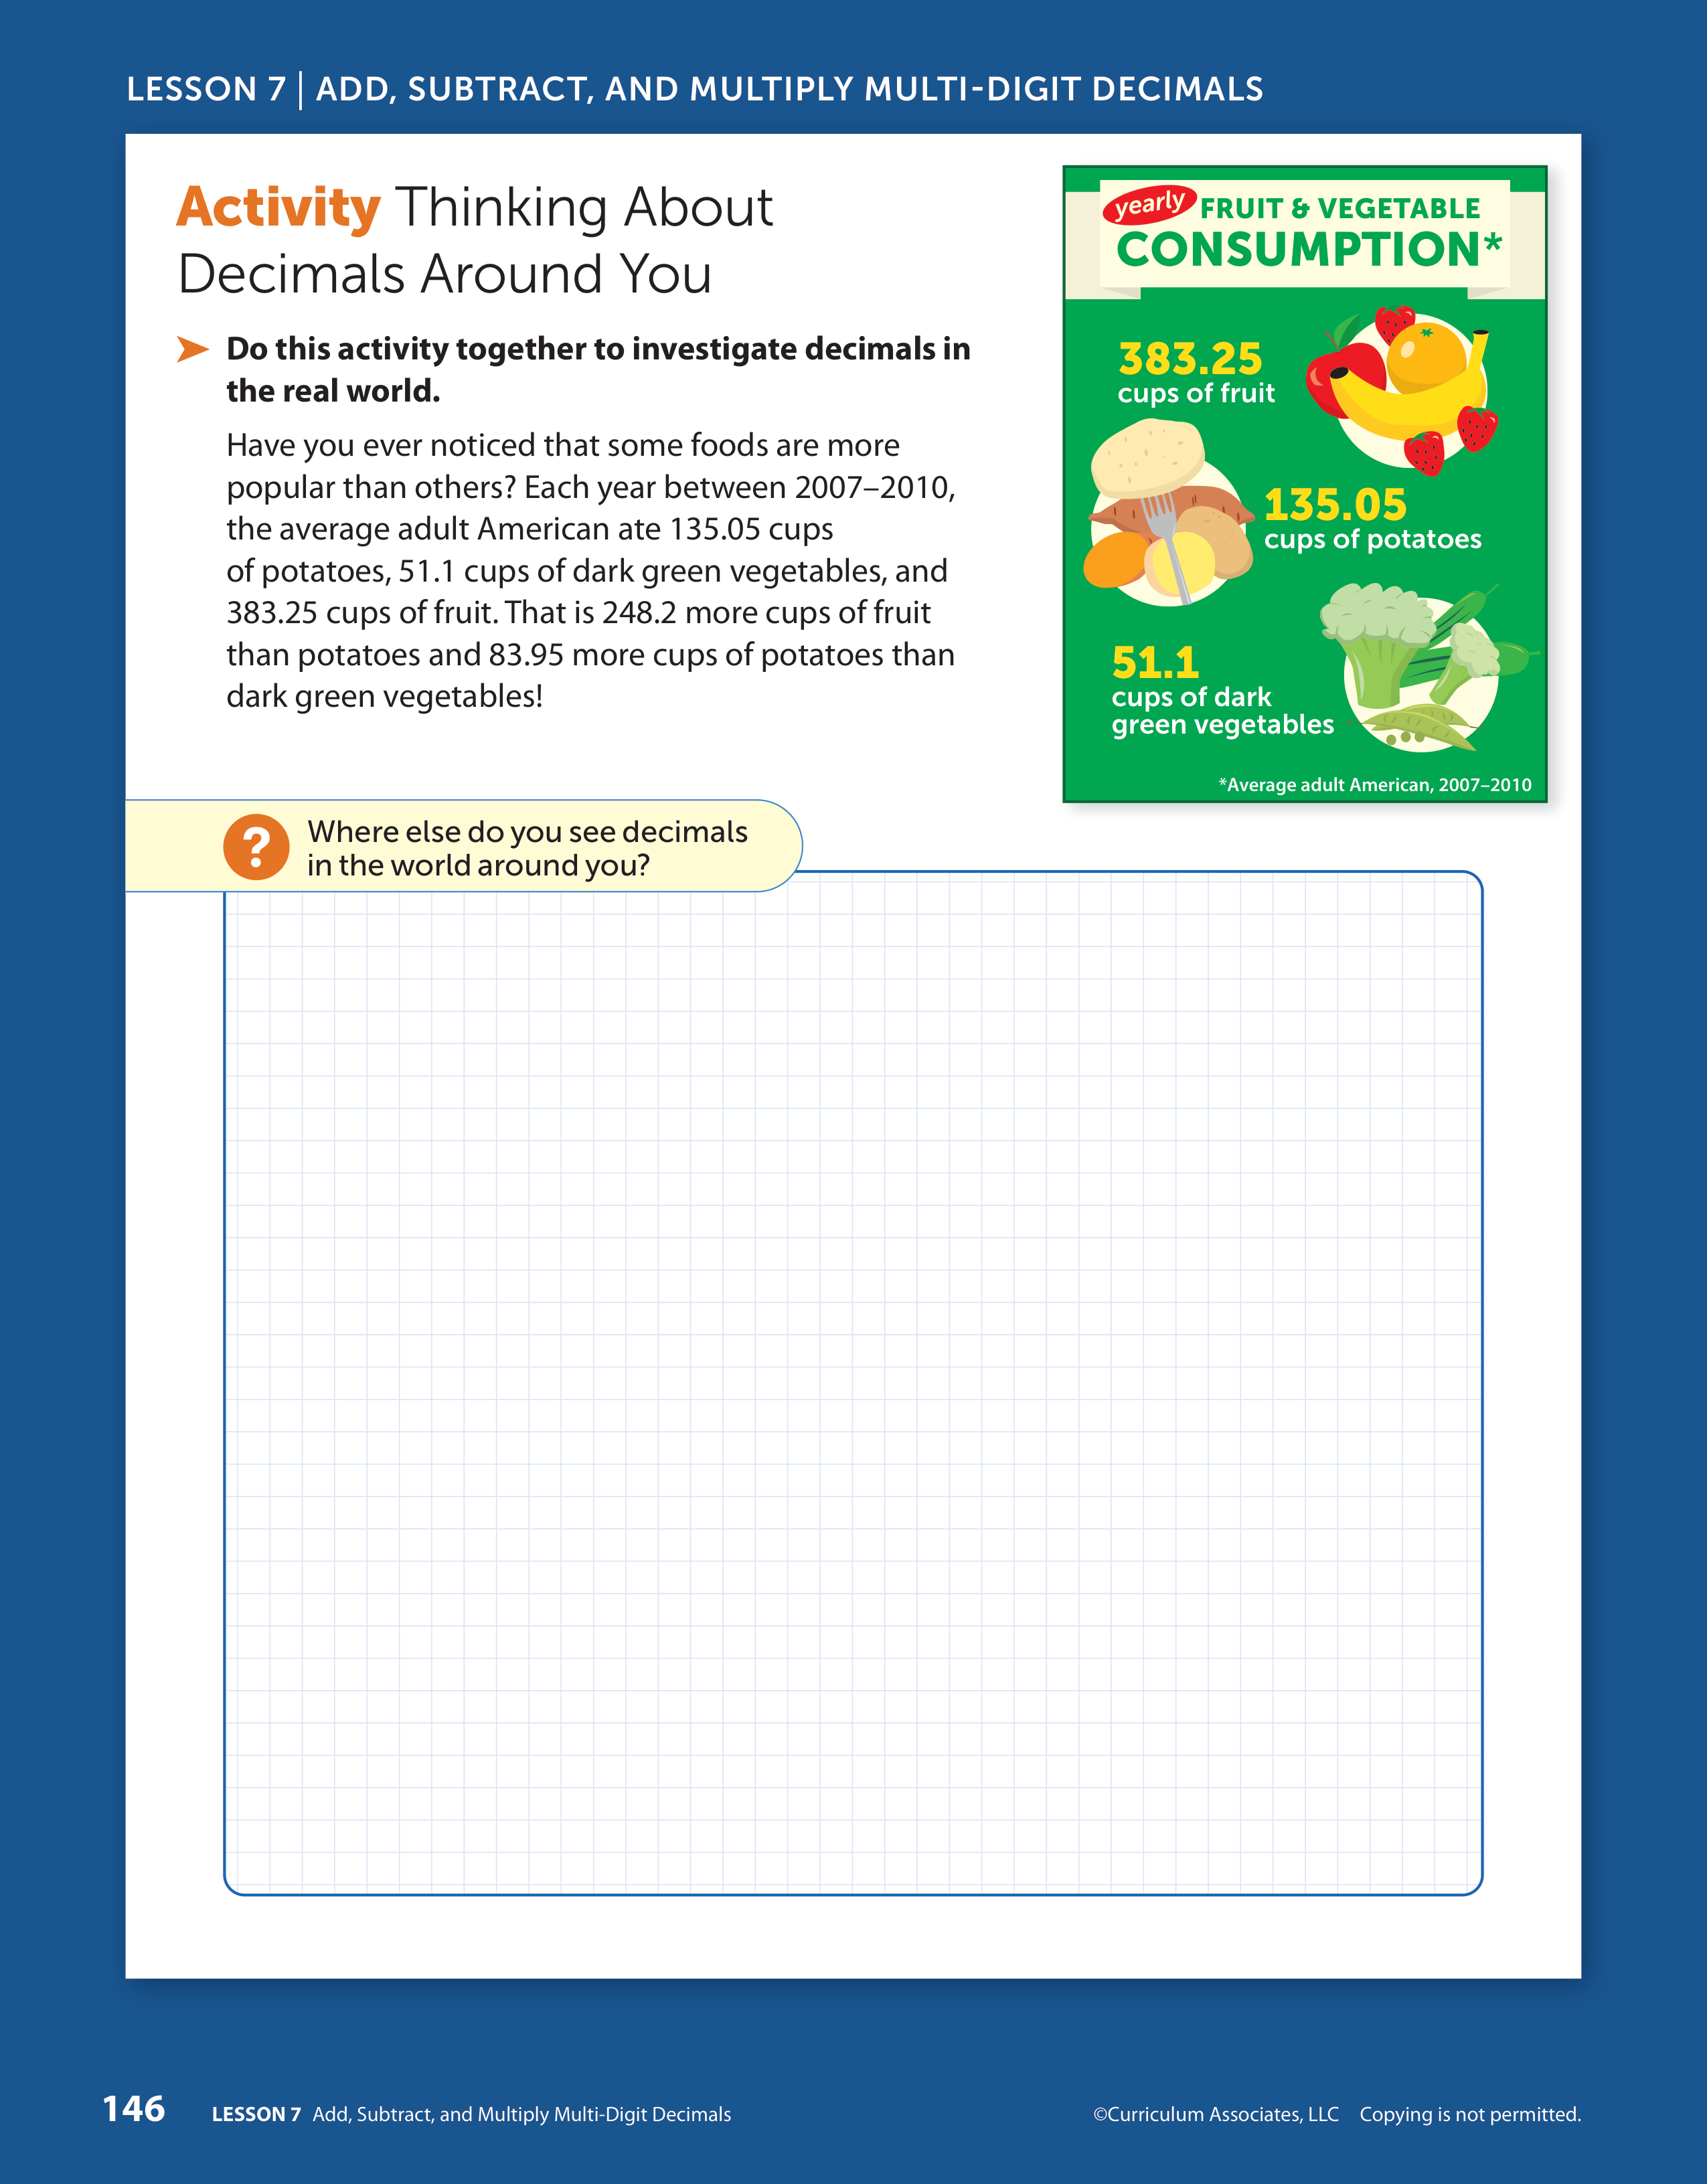 LESSON 7 | ADD, SUBTRACT, AND MULTIPLY MULTI-DIGIT DECIMALS
Activity Thinking About
Decimals Around You
Do this activity together to investigate decimals in
the real world.
Have you ever noticed that some foods are more
popular than others? Each year between 2007–2010,
the average adult American ate 135.05 cups
of potatoes, 51.1 cups of dark green vegetables, and
383.25 cups of fruit. That is 248.2 more cups of fruit
than potatoes and 83.95 more cups of potatoes than
dark green vegetables!
yearly FRUIT & VEGETABLE
CONSUMPTION*
383.25
cups of fruit
135.05
cups of potatoes
51.1
cups of dark
green vegetables
*Average adult American, 2007–2010
? Where else do you see decimals
in the world around you?
146 LESSON 7 Add, Subtract, and Multiply Multi-Digit Decimals ©Curriculum Associates, LLC Copying is not permitted.